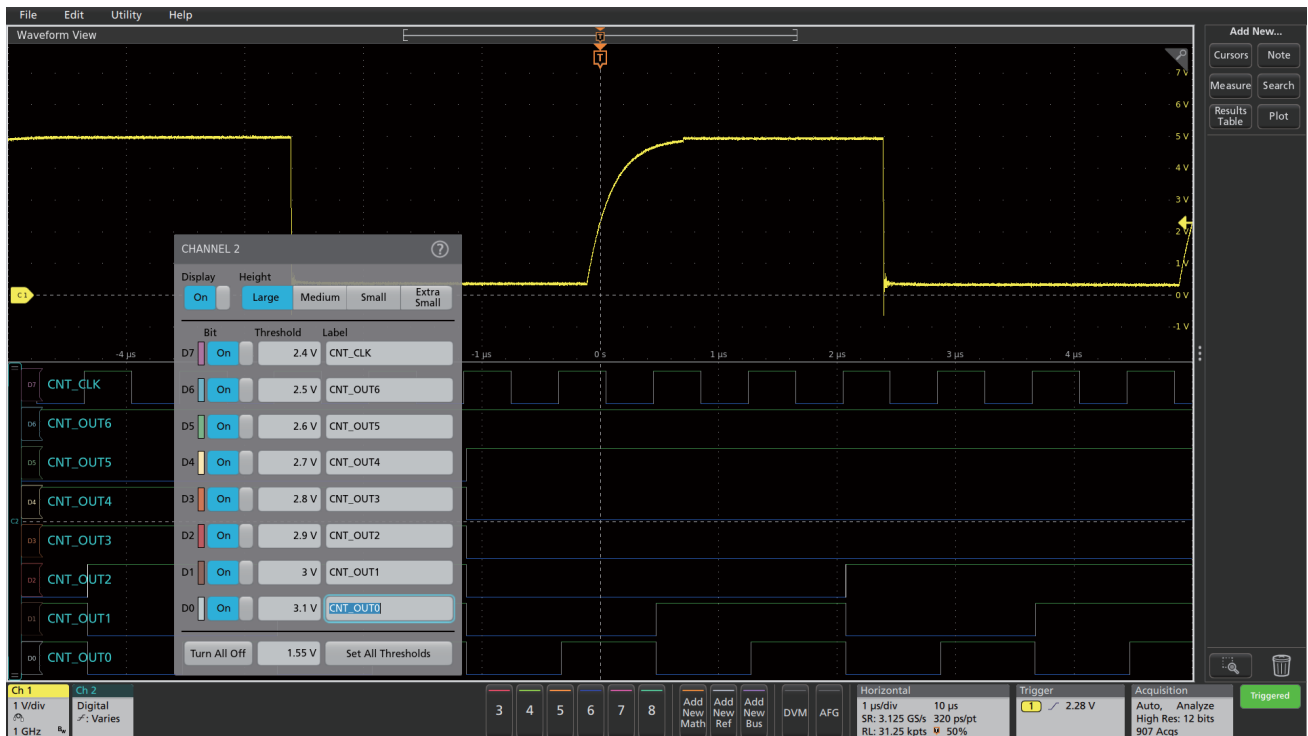 File Edit Utility Help
Waveform View
Add New...
Cursors Note
Measure Search
Results Table Plot
T
T
7 V
6 V
5 V
4 V
3 V
2 V
1 V
0 V
-1 V
C1
CHANNEL 2 ?
Display Height
On Large Medium Small Extra Small
Bit Threshold Label
D7 On 2.4 V CNT_CLK
D6 On 2.5 V CNT_OUT6
D5 On 2.6 V CNT_OUT5
D4 On 2.7 V CNT_OUT4
D3 On 2.8 V CNT_OUT3
D2 On 2.9 V CNT_OUT2
D1 On 3 V CNT_OUT1
D0 On 3.1 V CNT_OUT0
Turn All Off 1.55 V Set All Thresholds
-4 µs -1 µs 0 s 1 µs 2 µs 3 µs 4 µs
D7 CNT_CLK
D6 CNT_OUT6
D5 CNT_OUT5
D4 CNT_OUT4
C2
D3 CNT_OUT3
D2 CNT_OUT2
D1 CNT_OUT1
D0 CNT_OUT0
Ch 1
1 V/div
1 GHz Bw
Ch 2
Digital
: Varies
3 4 5 6 7 8
Add New Math
Add New Ref
Add New Bus
DVM AFG
Horizontal
1 µs/div 10 µs
SR: 3.125 GS/s 320 ps/pt
RL: 31.25 kpts 50%
Trigger
1 2.28 V
Acquisition
Auto, Analyze
High Res: 12 bits
907 Acqs
Triggered